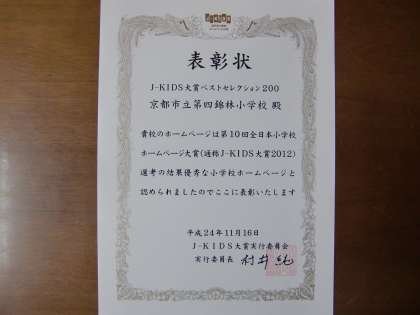 表彰状
J-KIDS大賞ベストセレクション200
京都市立第四錦林小学校 殿
貴校のホームページは第10回全日本小学校
ホームページ大賞(通称J-KIDS大賞2012)
選考の結果優秀な小学校ホームページと
認められましたのでここに表彰いたします
平成24年11月16日
J-KIDS大賞実行委員会
実行委員長 村井純